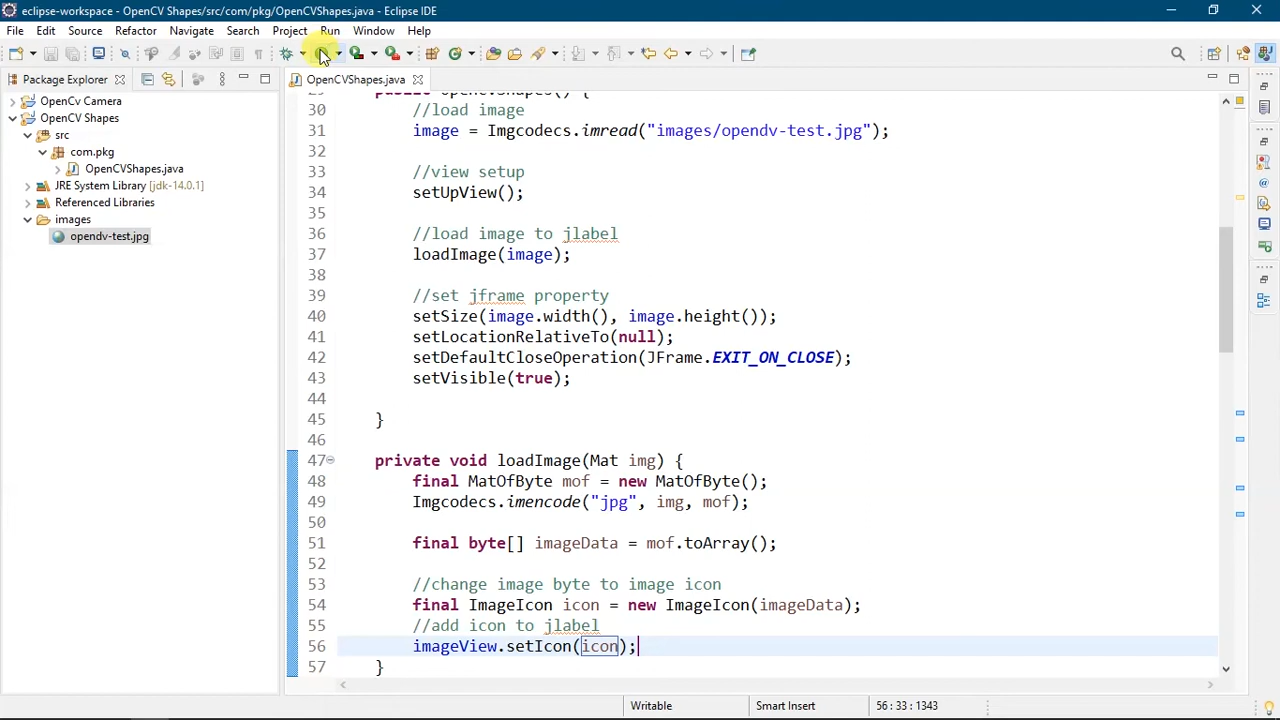 eclipse-workspace - OpenCV Shapes/src/com/pkg/OpenCVShapes.java - Eclipse IDE
File Edit Source Refactor Navigate Search Project Run Window Help
Package Explorer
OpenCVShapes.java
OpenCv Camera
OpenCV Shapes
src
com.pkg
OpenCVShapes.java
JRE System Library [jdk-14.0.1]
Referenced Libraries
images
opendv-test.jpg
30 //load image
31 image = Imgcodecs.imread("images/opendv-test.jpg");
32
33 //view setup
34 setUpView();
35
36 //load image to jlabel
37 loadImage(image);
38
39 //set jframe property
40 setSize(image.width(), image.height());
41 setLocationRelativeTo(null);
42 setDefaultCloseOperation(JFrame.EXIT_ON_CLOSE);
43 setVisible(true);
44
45 }
46
47 private void loadImage(Mat img) {
48 final MatOfByte mof = new MatOfByte();
49 Imgcodecs.imencode("jpg", img, mof);
50
51 final byte[] imageData = mof.toArray();
52
53 //change image byte to image icon
54 final ImageIcon icon = new ImageIcon(imageData);
55 //add icon to jlabel
56 imageView.setIcon(icon);
57 }
Writable Smart Insert 56 : 33 : 1343